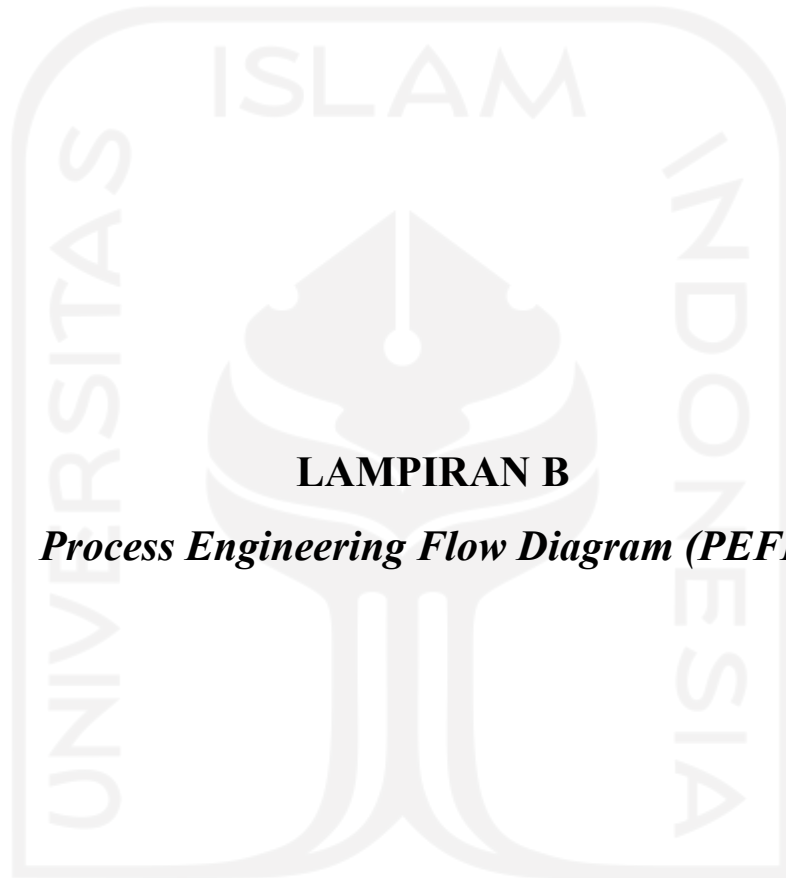 ISLAM
UNIVERSITAS
INDONESIA
LAMPIRAN B
Process Engineering Flow Diagram (PEF